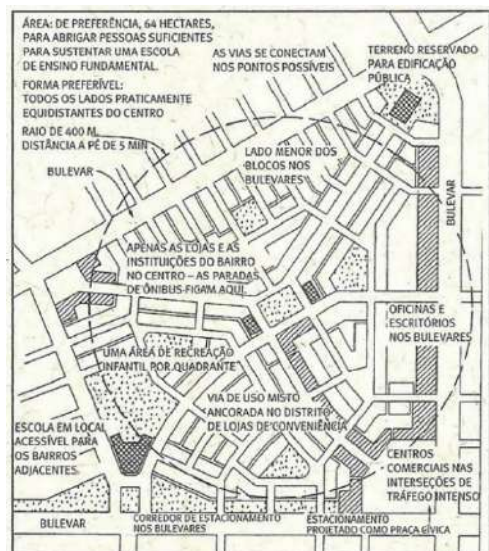 ÁREA: DE PREFERÊNCIA, 64 HECTARES,
PARA ABRIGAR PESSOAS SUFICIENTES
PARA SUSTENTAR UMA ESCOLA
DE ENSINO FUNDAMENTAL.
FORMA PREFERÍVEL:
TODOS OS LADOS PRATICAMENTE
EQUIDISTANTES DO CENTRO
RAIO DE 400 M.
DISTÂNCIA A PÉ DE 5 MIN
BULEVAR
AS VIAS SE CONECTAM
NOS PONTOS POSSÍVEIS
TERRENO RESERVADO
PARA EDIFICAÇÃO
PÚBLICA
LADO MENOR DOS
BLOCOS NOS
BULEVARES
BULEVAR
APENAS AS LOJAS E AS
INSTITUIÇÕES DO BAIRRO
NO CENTRO – AS PARADAS
DE ÔNIBUS FICAM AQUI.
OFICINAS E
ESCRITÓRIOS
NOS BULEVARES
UMA ÁREA DE RECREAÇÃO
INFANTIL POR QUADRANTE
VIA DE USO MISTO
ANCORADA NO DISTRITO
DE LOJAS DE CONVENIÊNCIA
ESCOLA EM LOCAL
ACESSÍVEL PARA
OS BAIRROS
ADJACENTES.
CENTROS
COMERCIAIS NAS
INTERSEÇÕES DE
TRÁFEGO INTENSO
BULEVAR
CORREDOR DE ESTACIONAMENTO
NOS BULEVARES
ESTACIONAMENTO
PROJETADO COMO PRAÇA CÍVICA